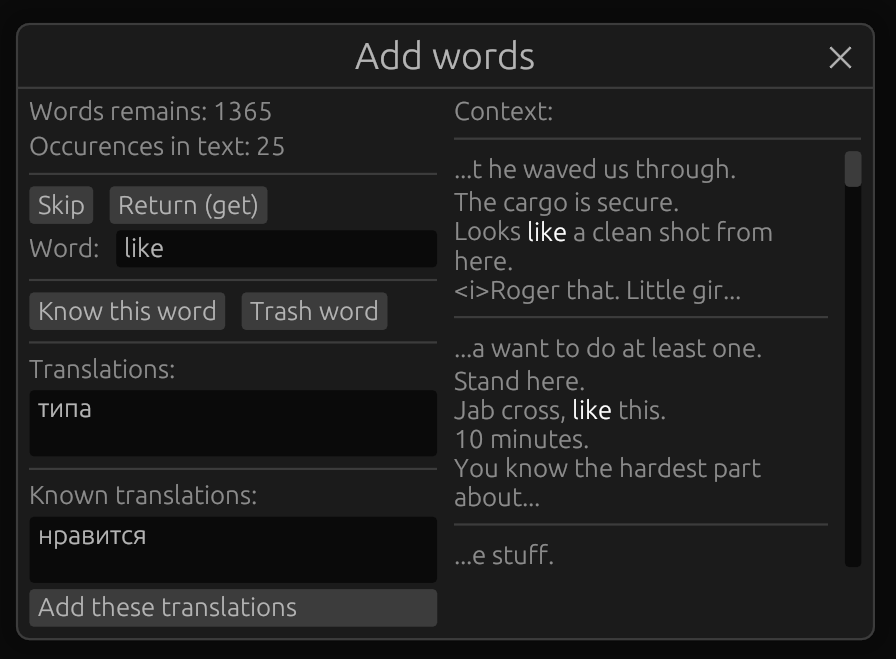 Add words
Words remains: 1365
Occurences in text: 25
Skip
Return (get)
Word: like
Know this word
Trash word
Translations:
типа
Known translations:
нравится
Add these translations
Context:
...t he waved us through.
The cargo is secure.
Looks like a clean shot from
here.
<i>Roger that. Little gir...
...a want to do at least one.
Stand here.
Jab cross, like this.
10 minutes.
You know the hardest part
about...
...e stuff.